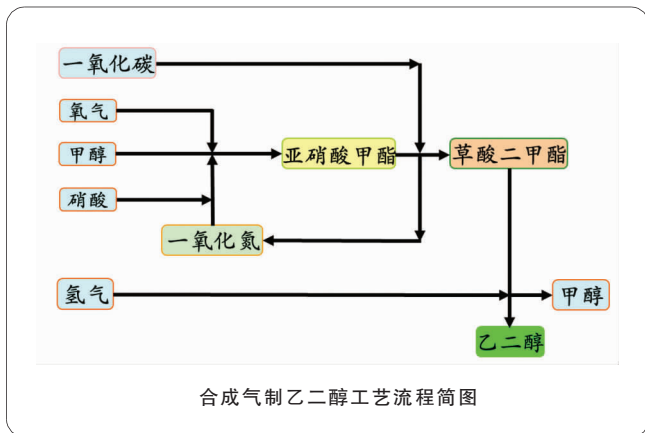 一氧化碳
氧气
甲醇
亚硝酸甲酯
草酸二甲酯
硝酸
一氧化氮
氢气
甲醇
乙二醇
合成气制乙二醇工艺流程简图